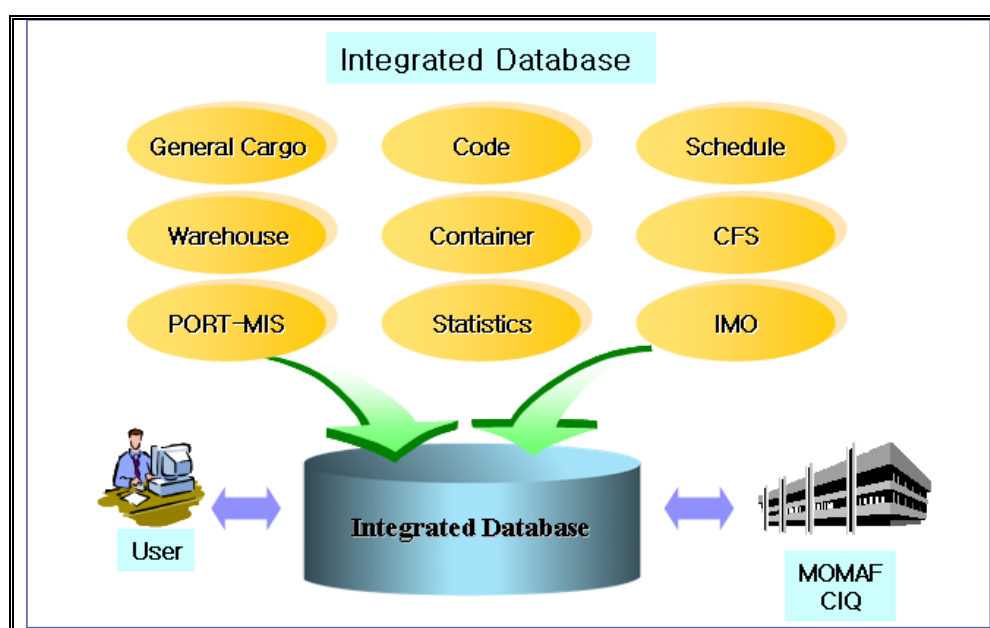 Integrated Database
General Cargo
Code
Schedule
Warehouse
Container
CFS
PORT-MIS
Statistics
IMO
Integrated Database
User
MOMAF
CIQ